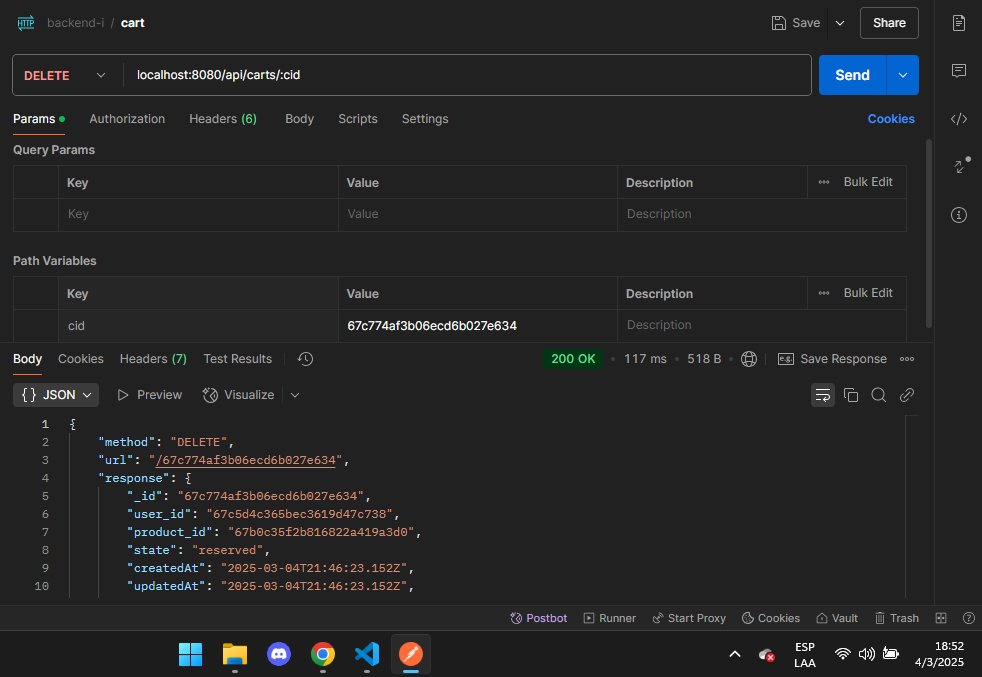 HTTP backend-i / cart Save Share
DELETE localhost:8080/api/carts/:cid Send
Params Authorization Headers (6) Body Scripts Settings Cookies
Query Params
Key Value Description Bulk Edit
Key Value Description
Path Variables
Key Value Description Bulk Edit
cid 67c774af3b06ecd6b027e634 Description
Body Cookies Headers (7) Test Results 200 OK 117 ms 518 B e.g. Save Response
{} JSON Preview Visualize
1 {
2 "method": "DELETE",
3 "url": "/67c774af3b06ecd6b027e634",
4 "response": {
5 "_id": "67c774af3b06ecd6b027e634",
6 "user_id": "67c5d4c365bec3619d47c738",
7 "product_id": "67b0c35f2b816822a419a3d0",
8 "state": "reserved",
9 "createdAt": "2025-03-04T21:46:23.152Z",
10 "updatedAt": "2025-03-04T21:46:23.152Z",
Postbot Runner Start Proxy Cookies Vault Trash
ESP 18:52
LAA 4/3/2025